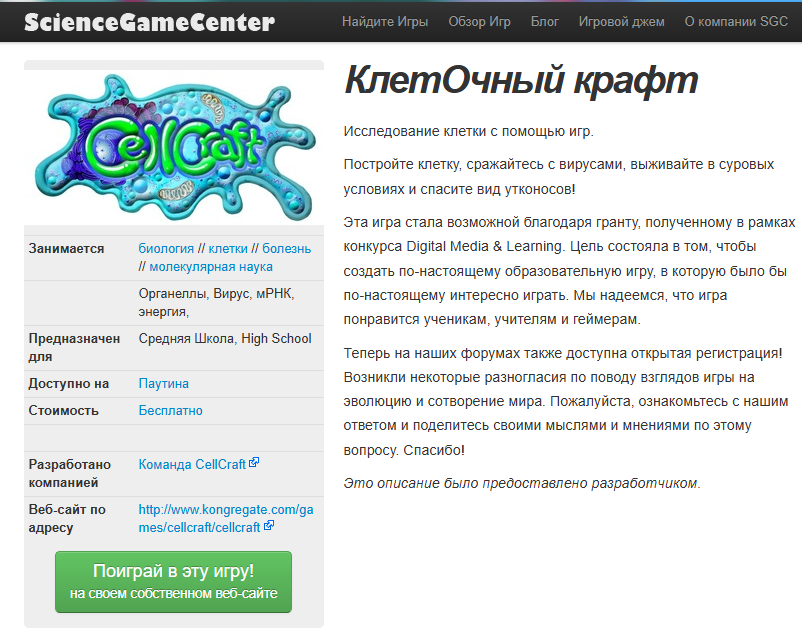 ScienceGameCenter
Найдите Игры Обзор Игр Блог Игровой джем О компании SGC
CellCraft
Занимается биология // клетки // болезнь
// молекулярная наука
Органеллы, Вирус, мРНК,
энергия,
Предназначен Средняя Школа, High School
для
Доступно на Паутина
Стоимость Бесплатно
Разработано Команда CellCraft
компанией
Веб-сайт по http://www.kongregate.com/ga
адресу mes/cellcraft/cellcraft
Поиграй в эту игру!
на своем собственном веб-сайте
КлетОчный крафт
Исследование клетки с помощью игр.
Постройте клетку, сражайтесь с вирусами, выживайте в суровых
условиях и спасите вид утконосов!
Эта игра стала возможной благодаря гранту, полученному в рамках
конкурса Digital Media & Learning. Цель состояла в том, чтобы
создать по-настоящему образовательную игру, в которую было бы
по-настоящему интересно играть. Мы надеемся, что игра
понравится ученикам, учителям и геймерам.
Теперь на наших форумах также доступна открытая регистрация!
Возникли некоторые разногласия по поводу взглядов игры на
эволюцию и сотворение мира. Пожалуйста, ознакомьтесь с нашим
ответом и поделитесь своими мыслями и мнениями по этому
вопросу. Спасибо!
Это описание было предоставлено разработчиком.